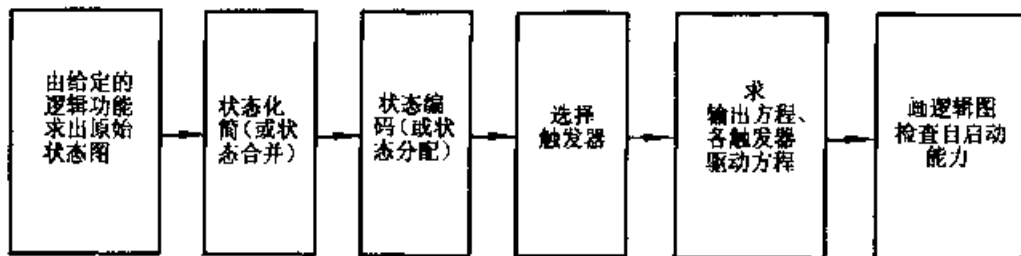 由给定的
逻辑功能
求出原始
状态图
状态化
简(或状
态合并)
状态编
码(或状
态分配)
选择
触发器
求
输出方程、
各触发器
驱动方程
画逻辑图
检查自启动
能力